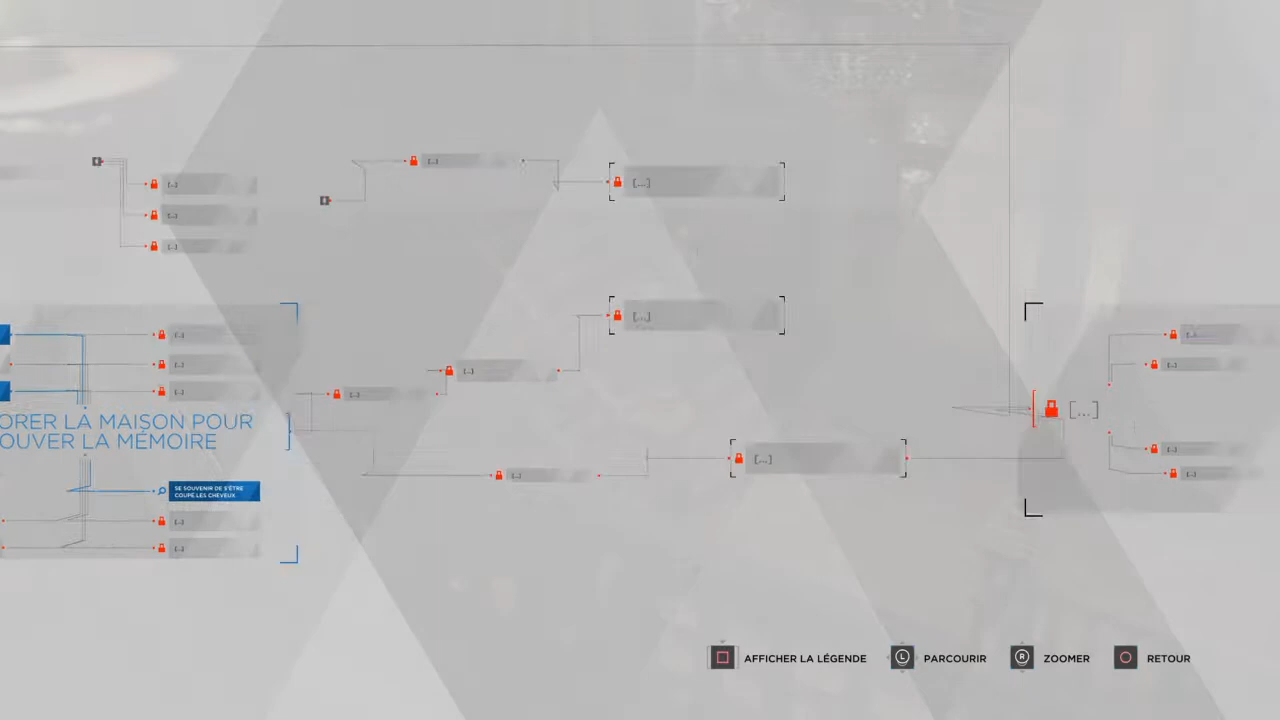 [...]
[...]
[...]
[...]
[...]
[...]
[...]
[...]
[...]
[...]
[...]
[...]
[...]
[...]
ORER LA MAISON POUR
OUVER LA MÉMOIRE
[...]
[...]
[...]
[...]
SE SOUVENIR DE S'ÊTRE
COUPÉ LES CHEVEUX
[...]
[...]
AFFICHER LA LÉGENDE
L PARCOURIR
R ZOOMER
RETOUR